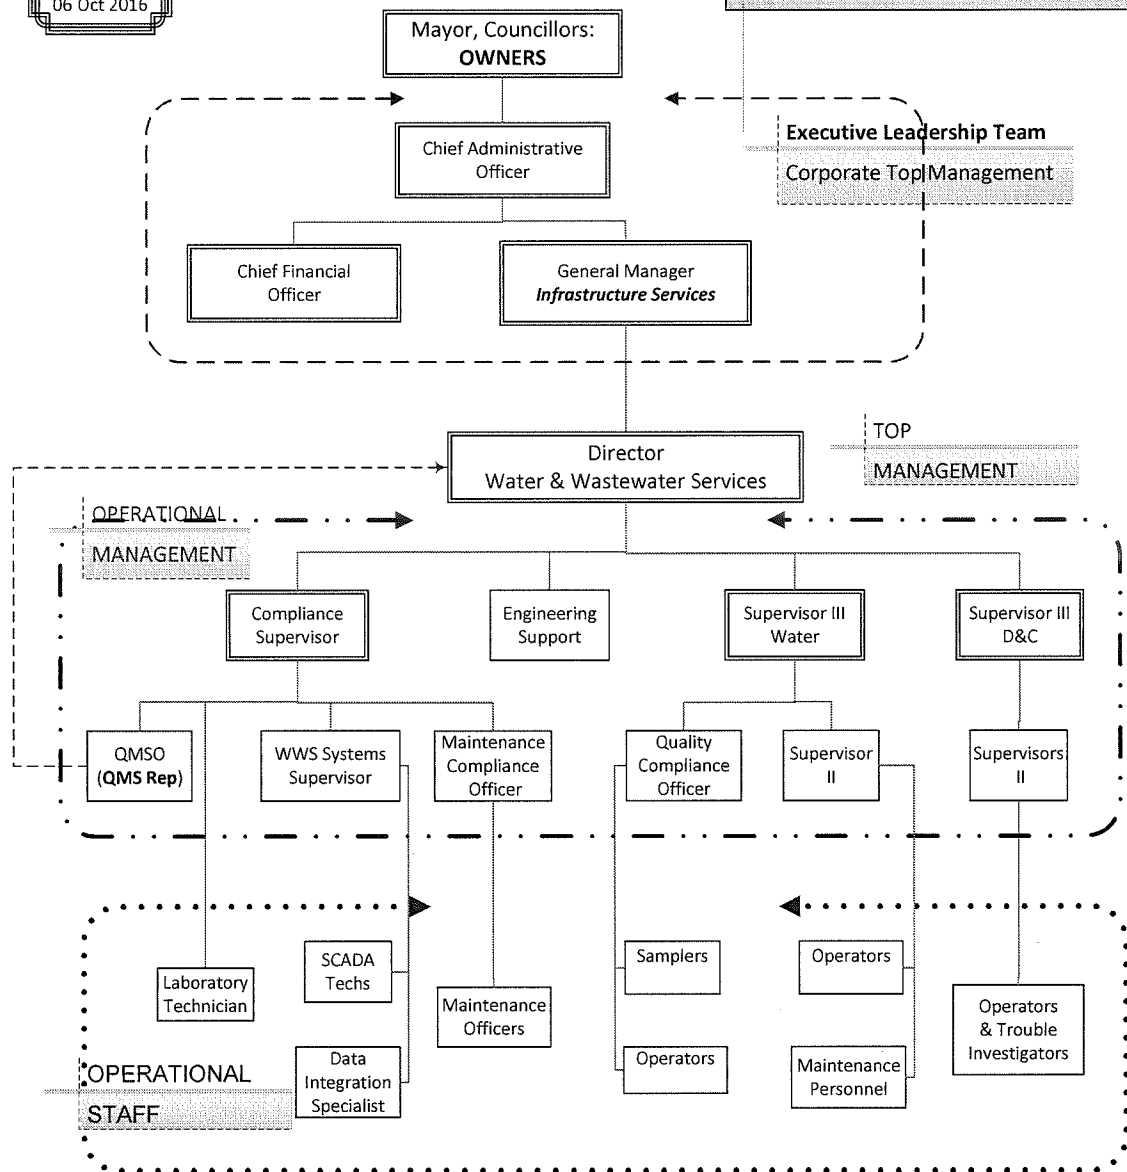 06 Oct 2016
Mayor, Councillors:
OWNERS
Executive Leadership Team
Corporate Top Management
Chief Administrative
Officer
Chief Financial
Officer
General Manager
Infrastructure Services
TOP
MANAGEMENT
Director
Water & Wastewater Services
OPERATIONAL
MANAGEMENT
Compliance
Supervisor
Engineering
Support
Supervisor III
Water
Supervisor III
D&C
QMSO
(QMS Rep)
WWS Systems
Supervisor
Maintenance
Compliance
Officer
Quality
Compliance
Officer
Supervisor
II
Supervisors
II
Laboratory
Technician
SCADA
Techs
Maintenance
Officers
Samplers
Operators
Operators
& Trouble
Investigators
Data
Integration
Specialist
Operators
Maintenance
Personnel
OPERATIONAL
STAFF